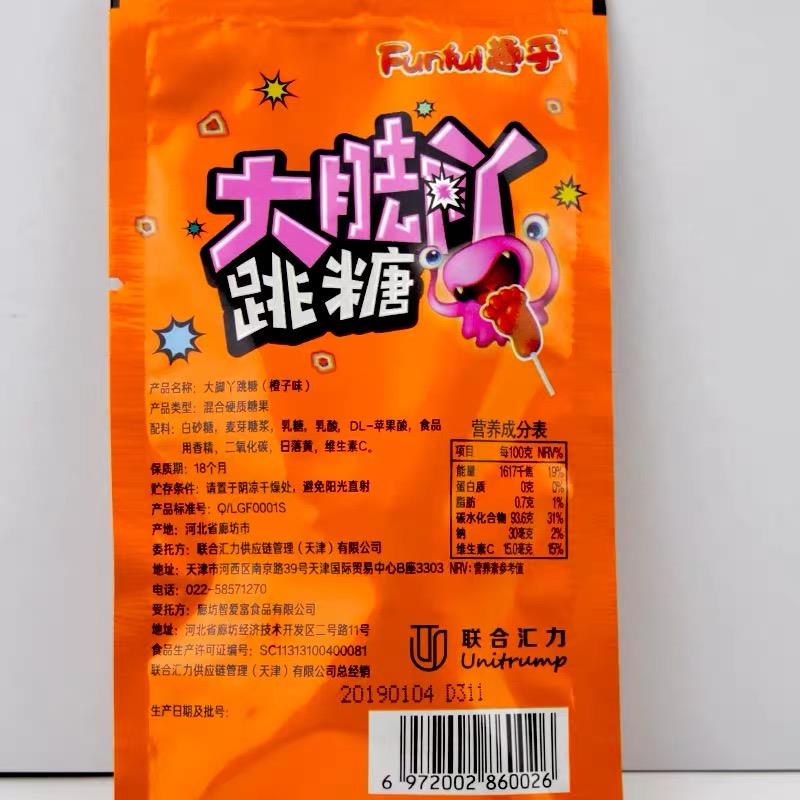 Funful趣乎™
大脚丫
跳糖
产品名称：大脚丫跳糖（橙子味）
产品类型：混合硬质糖果
配料：白砂糖，麦芽糖浆，乳糖，乳酸，DL-苹果酸，食品
用香精，二氧化碳，日落黄，维生素C。
保质期：18个月
贮存条件：请置于阴凉干燥处，避免阳光直射
产品标准号：Q/LGF0001S
产地：河北省廊坊市
委托方：联合汇力供应链管理（天津）有限公司
地址：天津市河西区南京路39号天津国际贸易中心B座3303
电话：022-58571270
受托方：廊坊智爱富食品有限公司
地址：河北省廊坊经济技术开发区二号路11号
食品生产许可证编号：SC11313100400081
联合汇力供应链管理（天津）有限公司总经销
生产日期及批号：
20190104 D311
营养成分表
项目 每100克 NRV%
能量 1617千焦 19%
蛋白质 0克 0%
脂肪 0.7克 1%
碳水化合物 93.6克 31%
钠 30毫克 2%
维生素C 15.0毫克 15%
NRV：营养素参考值
联合汇力
Unitrump
6 972002 860026